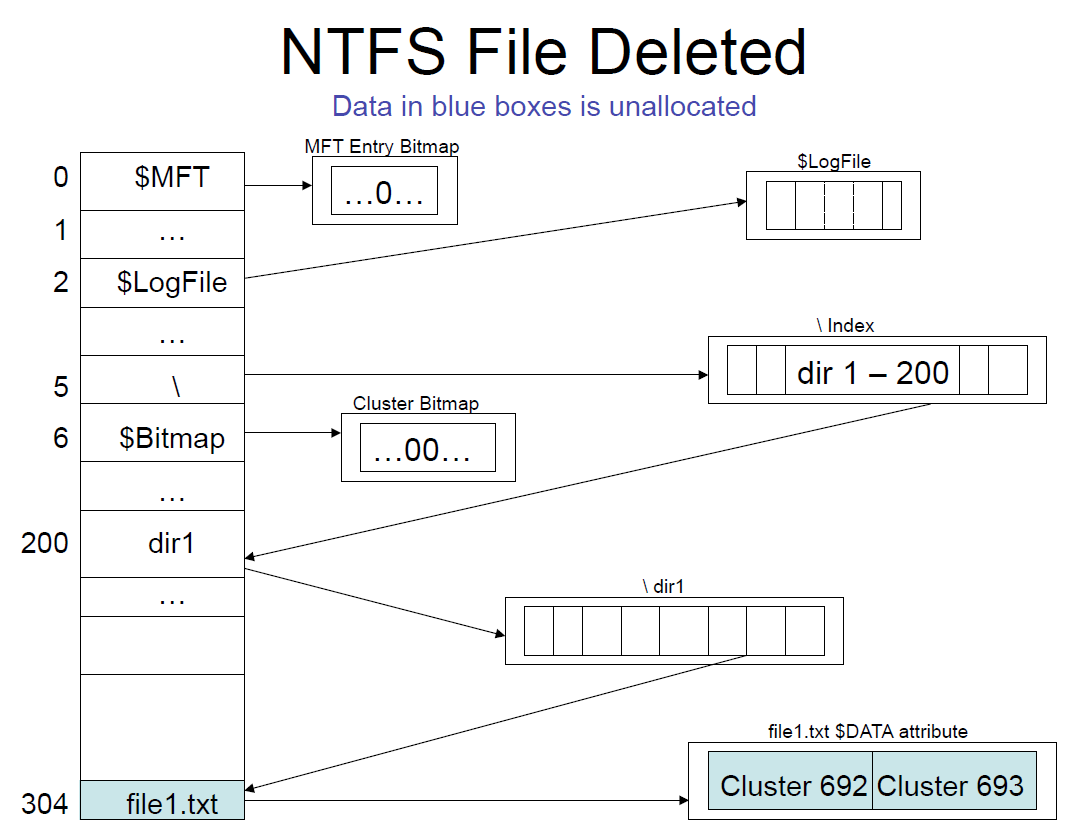 NTFS File Deleted
Data in blue boxes is unallocated
MFT Entry Bitmap
$LogFile
0 $MFT
…0…
1 …
2 $LogFile
…
\ Index
dir 1 – 200
5 \
Cluster Bitmap
6 $Bitmap
…00…
…
200 dir1
…
\ dir1
file1.txt $DATA attribute
Cluster 692 Cluster 693
304 file1.txt